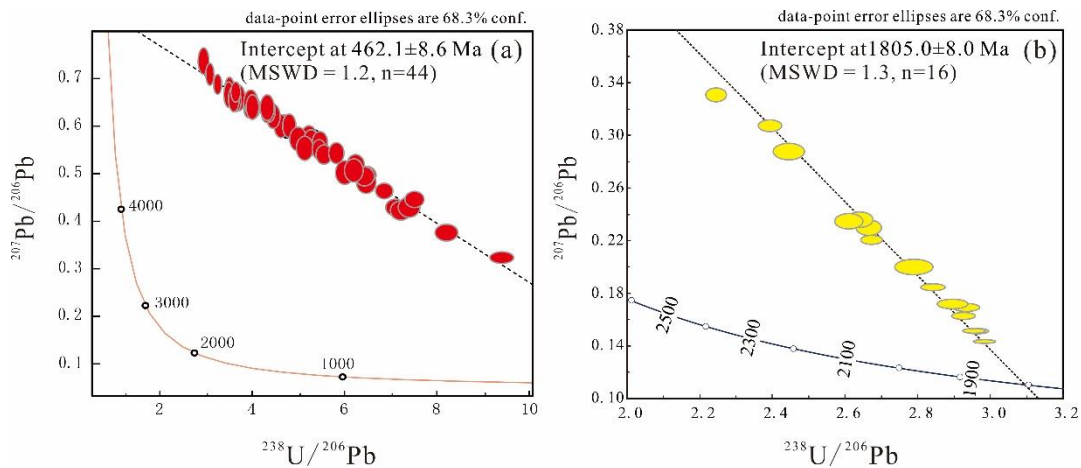 data-point error ellipses are 68.3% conf.
Intercept at 462.1±8.6 Ma (a)
(MSWD = 1.2, n=44)
0.7
0.6
0.5
0.4
0.3
0.2
0.1
4000
3000
2000
1000
2 4 6 8 10
207Pb/206Pb
238U/206Pb
data-point error ellipses are 68.3% conf.
Intercept at1805.0±8.0 Ma (b)
(MSWD = 1.3, n=16)
0.38
0.34
0.30
0.26
0.22
0.18
0.14
0.10
2500
2300
2100
1900
2.0 2.2 2.4 2.6 2.8 3.0 3.2
207Pb/206Pb
238U/206Pb